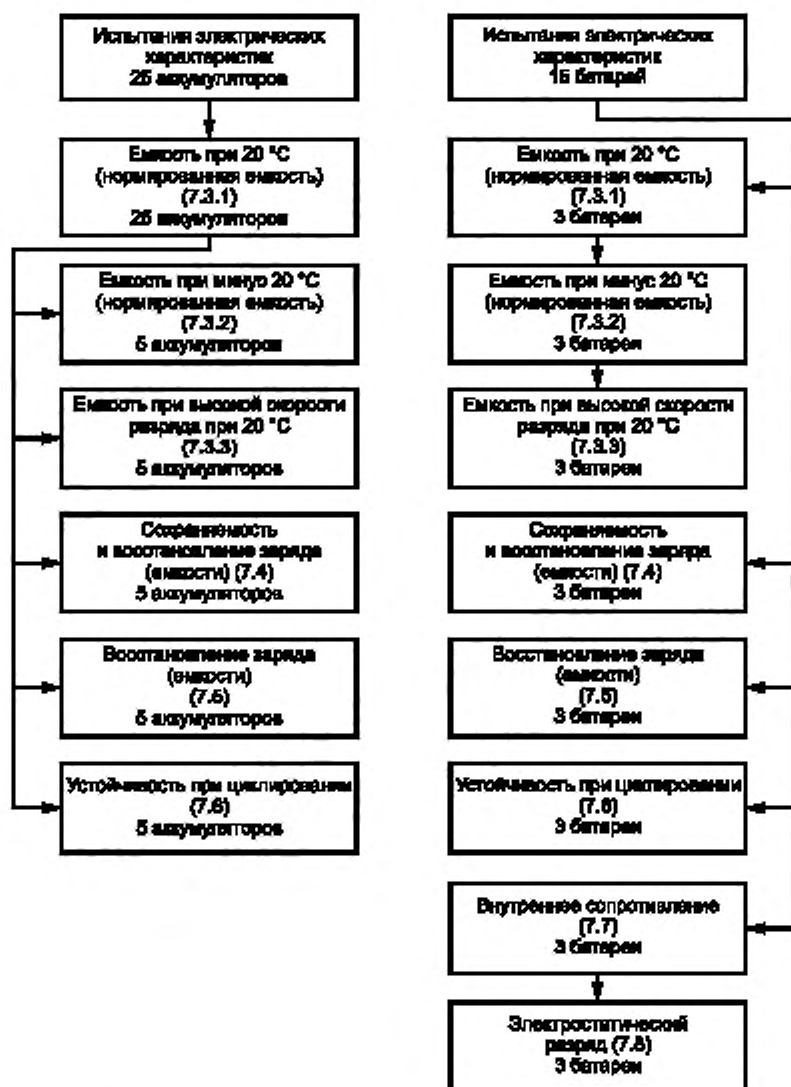 Испытания электрических
характеристик
25 аккумуляторов
Емкость при 20 °С
(нормированная емкость)
(7.3.1)
25 аккумуляторов
Емкость при минус 20 °С
(нормированная емкость)
(7.3.2)
5 аккумуляторов
Емкость при высокой скорости
разряда при 20 °С
(7.3.3)
5 аккумуляторов
Сохраняемость
и восстановление заряда
(емкости) (7.4)
5 аккумуляторов
Восстановление заряда
(емкости)
(7.5)
5 аккумуляторов
Устойчивость при циклировании
(7.6)
5 аккумуляторов
Испытания электрических
характеристик
15 батарей
Емкость при 20 °С
(нормированная емкость)
(7.3.1)
3 батареи
Емкость при минус 20 °С
(нормированная емкость)
(7.3.2)
3 батареи
Емкость при высокой скорости
разряда при 20 °С
(7.3.3)
3 батареи
Сохраняемость
и восстановление заряда
(емкости) (7.4)
3 батареи
Восстановление заряда
(емкости)
(7.5)
3 батареи
Устойчивость при циклировании
(7.6)
3 батареи
Внутреннее сопротивление
(7.7)
3 батареи
Электростатический
разряд (7.8)
3 батареи